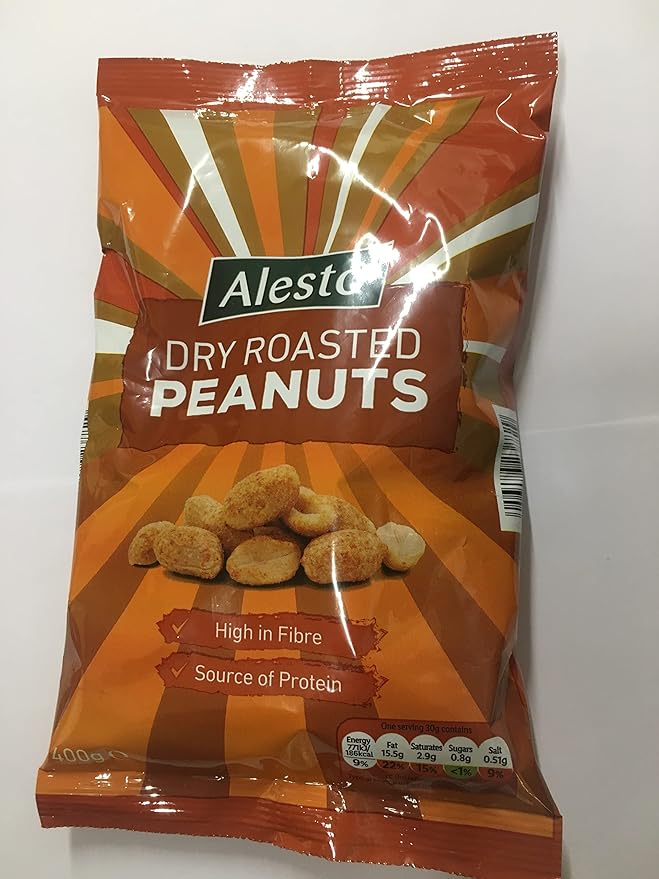 Alesto
DRY ROASTED
PEANUTS
High in Fibre
Source of Protein
400g e
One serving 30g contains
Energy
771kJ/
186kcal
9%
Fat
15.5g
22%
Saturates
2.9g
15%
Sugars
0.8g
<1%
Salt
0.51g
9%